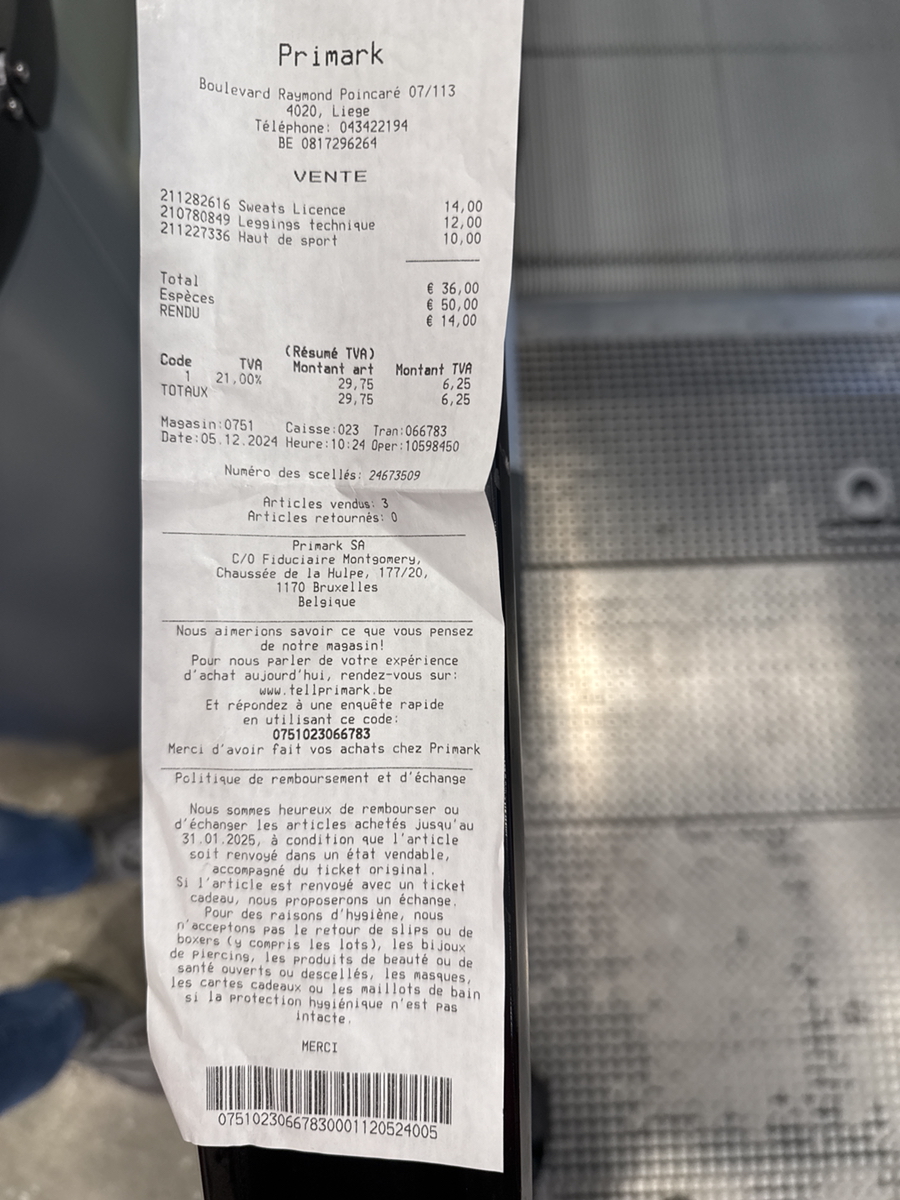 Primark
Boulevard Raymond Poincaré 07/113
4020, Liege
Téléphone: 043422194
BE 0817296264
VENTE
211282616 Sweats Licence 14,00
210780849 Leggings technique 12,00
211227336 Haut de sport 10,00
Total € 36,00
Espèces € 50,00
RENDU € 14,00
(Résumé TVA)
Code TVA Montant art Montant TVA
1 21,00% 29,75 6,25
TOTAUX 29,75 6,25
Magasin:0751 Caisse:023 Tran:066783
Date:05.12.2024 Heure:10:24 Oper:10598450
Numéro des scellés: 24673509
Articles vendus: 3
Articles retournés: 0
Primark SA
C/O Fiduciaire Montgomery,
Chaussée de la Hulpe, 177/20,
1170 Bruxelles
Belgique
Nous aimerions savoir ce que vous pensez
de notre magasin!
Pour nous parler de votre expérience
d'achat aujourd'hui, rendez-vous sur:
www.tellprimark.be
Et répondez à une enquête rapide
en utilisant ce code:
0751023066783
Merci d'avoir fait vos achats chez Primark
Politique de remboursement et d'échange
Nous sommes heureux de rembourser ou
d'échanger les articles achetés jusqu'au
31.01.2025, à condition que l'article
soit renvoyé dans un état vendable,
accompagné du ticket original.
Si l'article est renvoyé avec un ticket
cadeau, nous proposerons un échange.
Pour des raisons d'hygiène, nous
n'acceptons pas le retour de slips ou de
boxers (y compris les lots), les bijoux
de piercing, les produits de beauté ou de
santé ouverts ou descellés, les masques,
les cartes cadeaux ou les maillots de bain
si la protection hygiénique n'est pas
intacte.
MERCI
07510230667830001120524005